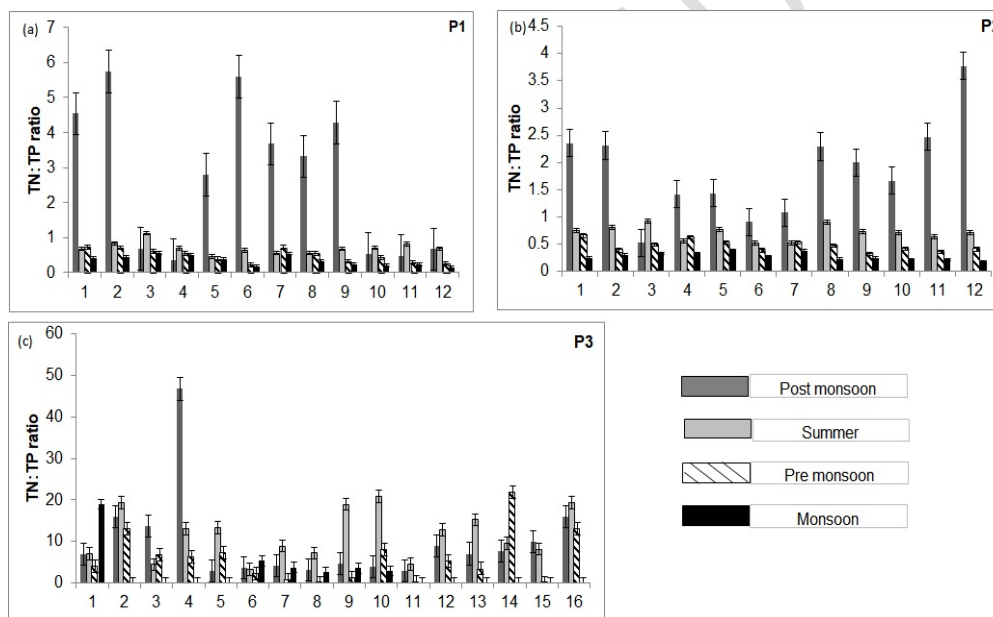 (a)
P1
7
6
5
4
3
2
1
0
TN:TP ratio
1 2 3 4 5 6 7 8 9 10 11 12
(b)
4.5
4
3.5
3
2.5
2
1.5
1
0.5
0
TN:TP ratio
1 2 3 4 5 6 7 8 9 10 11 12
(c)
P3
60
50
40
30
20
10
0
TN:TP ratio
1 2 3 4 5 6 7 8 9 10 11 12 13 14 15 16
Post monsoon
Summer
Pre monsoon
Monsoon